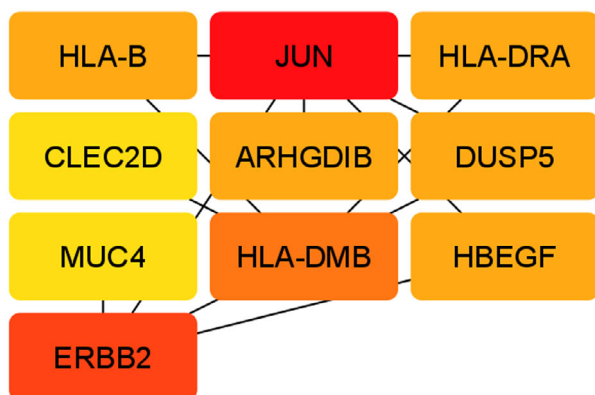 HLA-B JUN HLA-DRA
CLEC2D ARHGDIB DUSP5
MUC4 HLA-DMB HBEGF
ERBB2